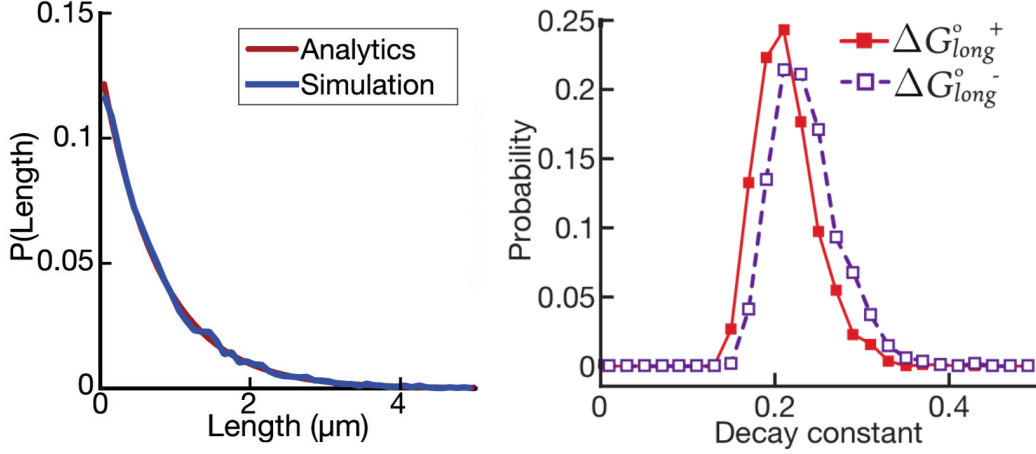 0.15
0.1
0.05
0
P(Length)
Analytics
Simulation
0
2
4
Length (μm)
0.25
0.2
0.15
0.1
0.05
0
Probability
ΔG°long+
ΔG°long-
0
0.2
0.4
Decay constant